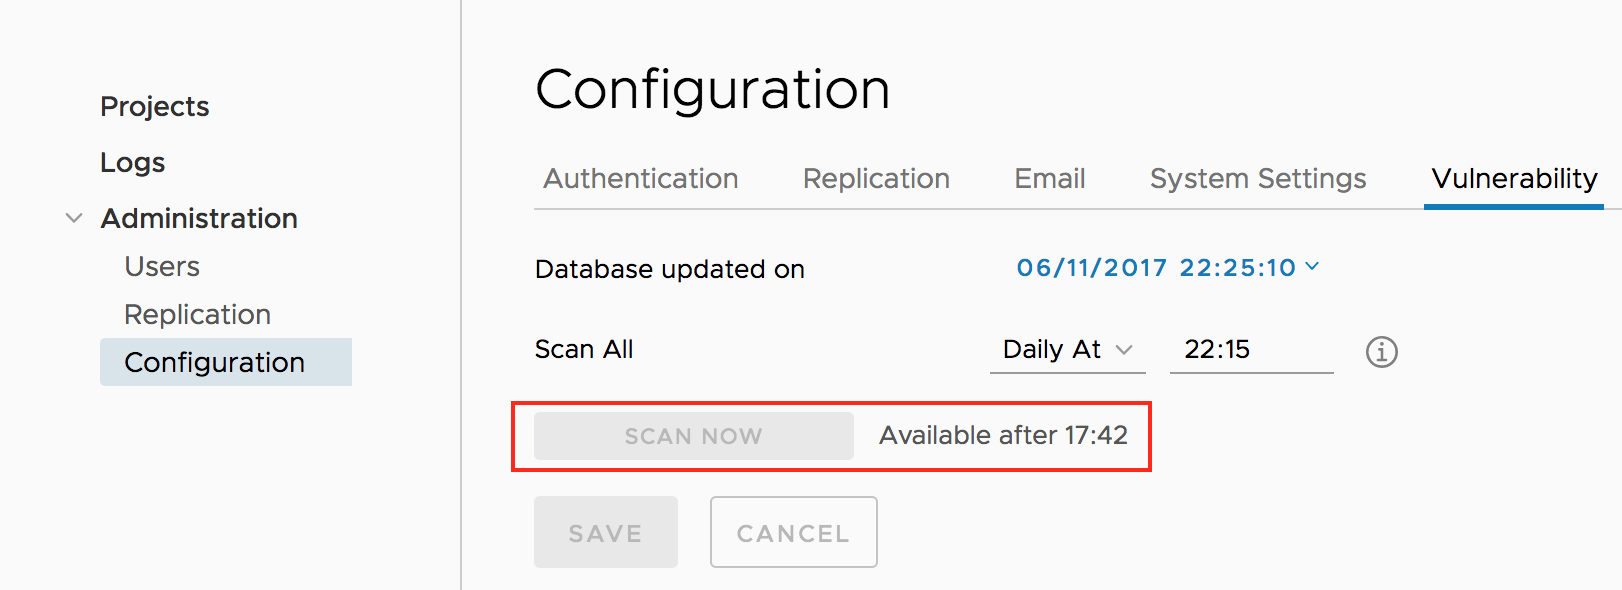 Projects
Logs
Administration
Users
Replication
Configuration
Configuration
Authentication Replication Email System Settings Vulnerability
Database updated on 06/11/2017 22:25:10
Scan All Daily At 22:15
SCAN NOW Available after 17:42
SAVE CANCEL